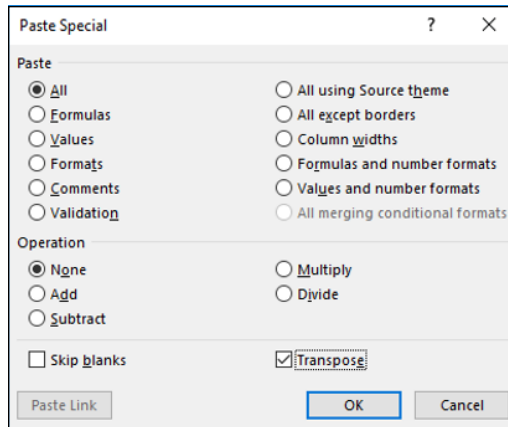 Paste Special ?
Paste
All
Formulas
Values
Formats
Comments
Validation
All using Source theme
All except borders
Column widths
Formulas and number formats
Values and number formats
All merging conditional formats
Operation
None
Add
Subtract
Multiply
Divide
Skip blanks
Transpose
Paste Link
OK
Cancel